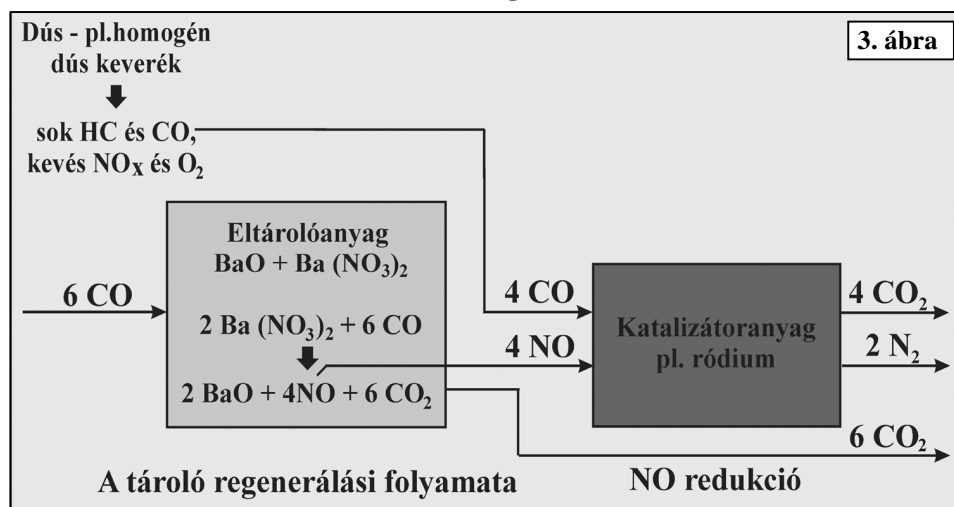 Dús - pl.homogén
dús keverék
3. ábra
sok HC és CO,
kevés NOx és O2
Eltárolóanyag
BaO + Ba (NO3)2
6 CO
2 Ba (NO3)2 + 6 CO
2 BaO + 4NO + 6 CO2
4 CO
4 NO
Katalizátoranyag
pl. ródium
4 CO2
2 N2
6 CO2
A tároló regenerálási folyamata
NO redukció